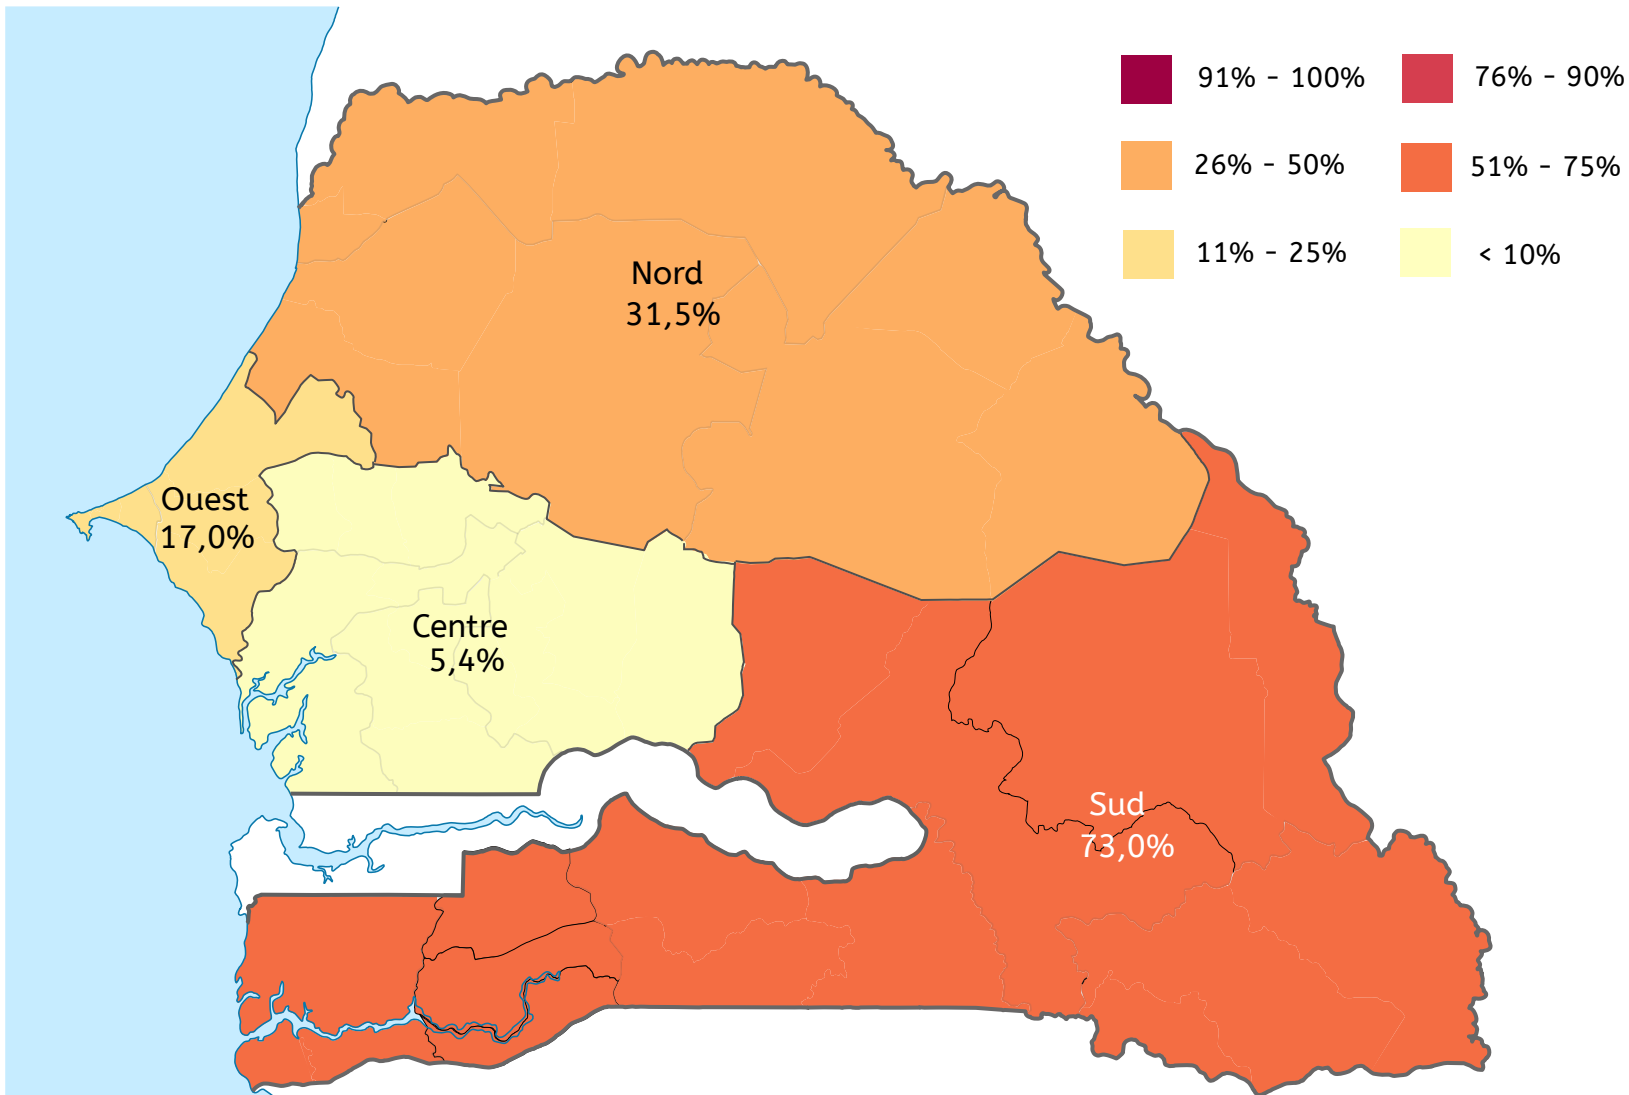 91% - 100%
76% - 90%
26% - 50%
51% - 75%
11% - 25%
< 10%
Nord
31,5%
Ouest
17,0%
Centre
5,4%
Sud
73,0%